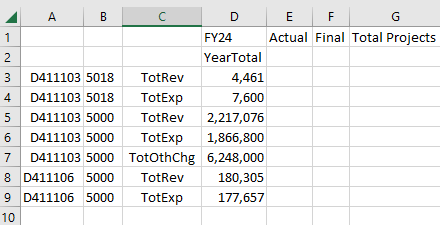 A B C D E F G
1 FY24 Actual Final Total Projects
2 YearTotal
3 D411103 5018 TotRev 4,461
4 D411103 5018 TotExp 7,600
5 D411103 5000 TotRev 2,217,076
6 D411103 5000 TotExp 1,866,800
7 D411103 5000 TotOthChg 6,248,000
8 D411106 5000 TotRev 180,305
9 D411106 5000 TotExp 177,657
10